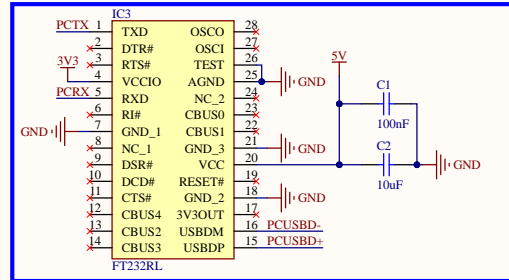 IC3
PCTX 1 TXD OSCO 28
2 DTR# OSCI 27
3 RTS# TEST 26
3V3 4 VCCIO AGND 25 GND
PCRX 5 RXD NC_2 24
6 RI# CBUS0 23
GND 7 GND_1 CBUS1 22
8 NC_1 GND_3 21 GND
9 DSR# VCC 20
10 DCD# RESET# 19
11 CTS# GND_2 18 GND
12 CBUS4 3V3OUT 17
13 CBUS2 USBDM 16 PCUSBD-
14 CBUS3 USBDP 15 PCUSBD+
FT232RL
5V
C1
100nF
C2
10uF
GND